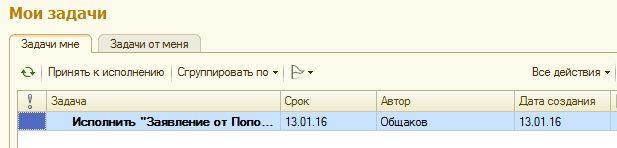 Мои задачи
Задачи мне Задачи от меня
Принять к исполнению Сгруппировать по Все действия
! Задача Срок Автор Дата создания
Исполнить "Заявление от Попо... 13.01.16 Общаков 13.01.16